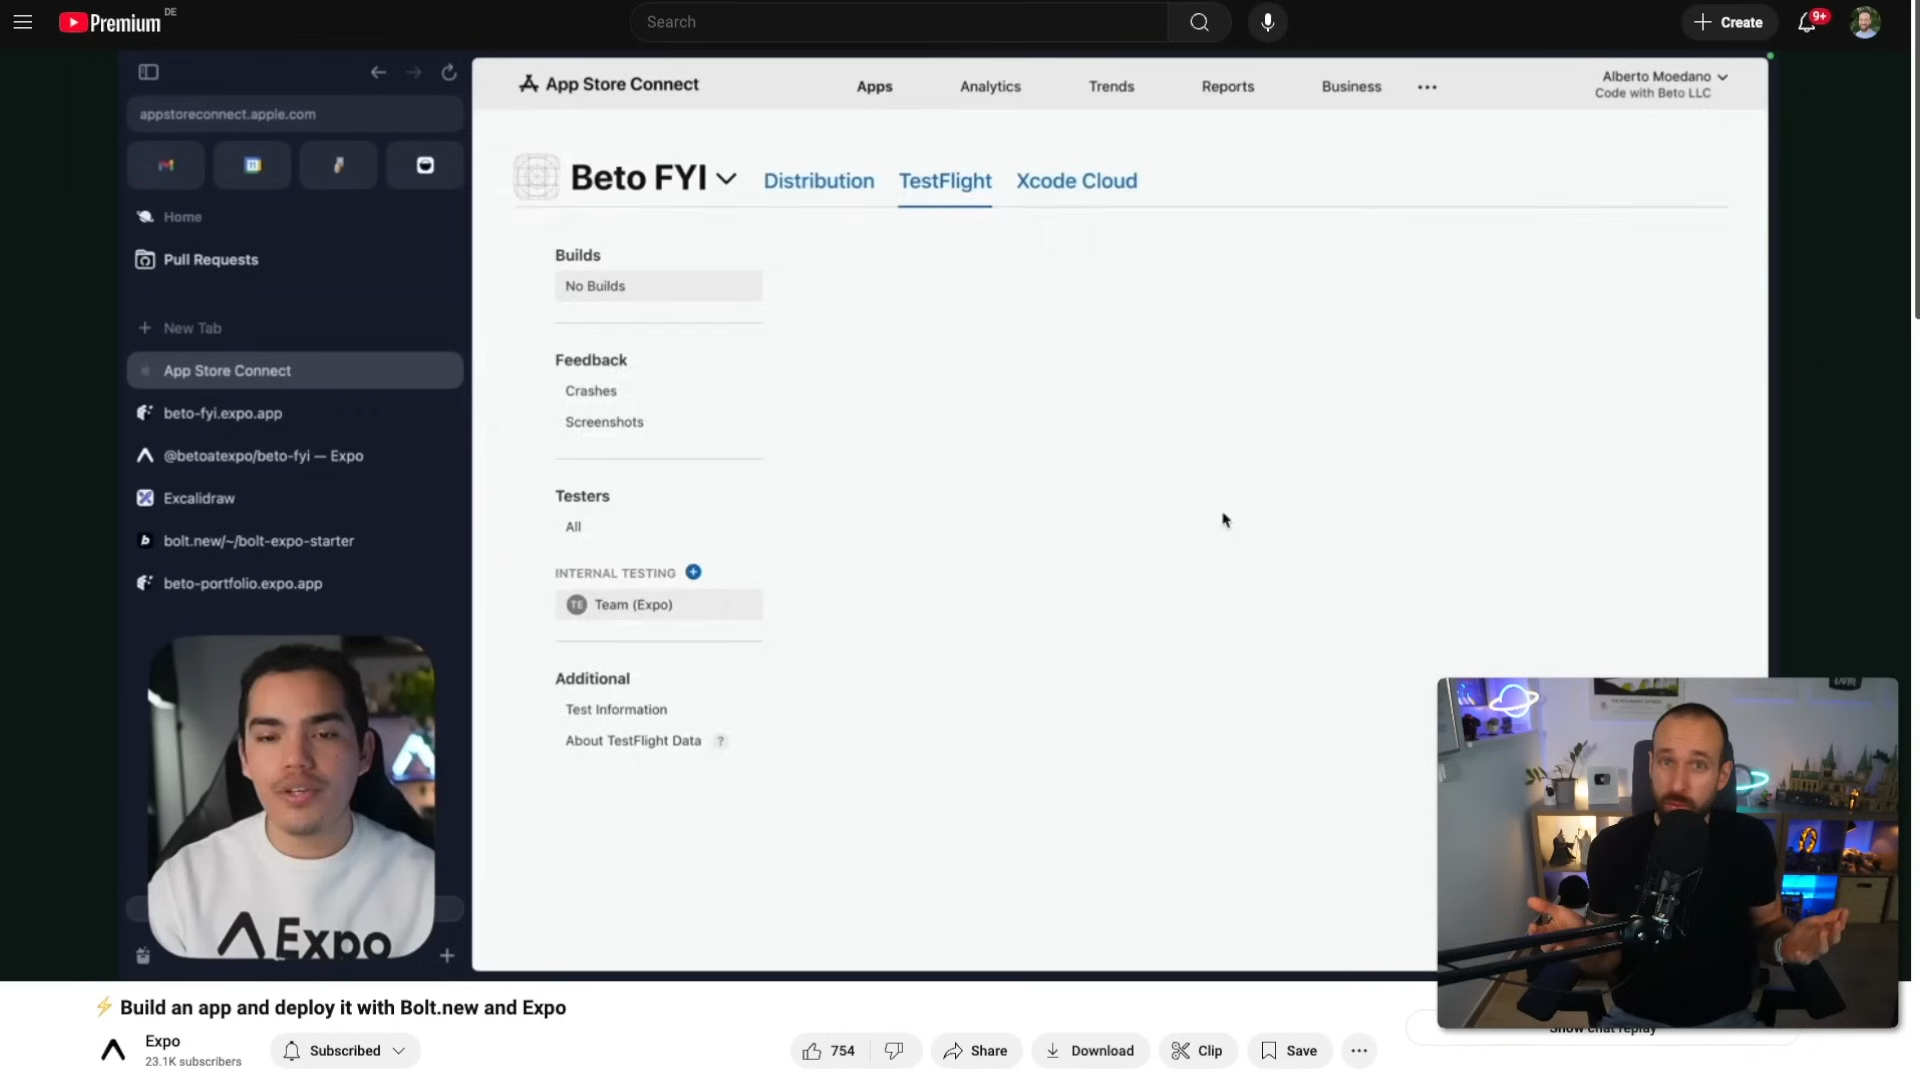 Premium DE
Search
Create
9+
appstoreconnect.apple.com
Home
Pull Requests
New Tab
App Store Connect
beto-fyi.expo.app
@betoatexpo/beto-fyi — Expo
Excalidraw
bolt.new/~/bolt-expo-starter
beto-portfolio.expo.app
Expo
App Store Connect
Apps
Analytics
Trends
Reports
Business
Alberto Moedano
Code with Beto LLC
Beto FYI
Distribution
TestFlight
Xcode Cloud
Builds
No Builds
Feedback
Crashes
Screenshots
Testers
All
INTERNAL TESTING
TE Team (Expo)
Additional
Test Information
About TestFlight Data ?
⚡ Build an app and deploy it with Bolt.new and Expo
Expo
23.1K subscribers
Subscribed
754
Share
Download
Clip
Save
Show chat replay